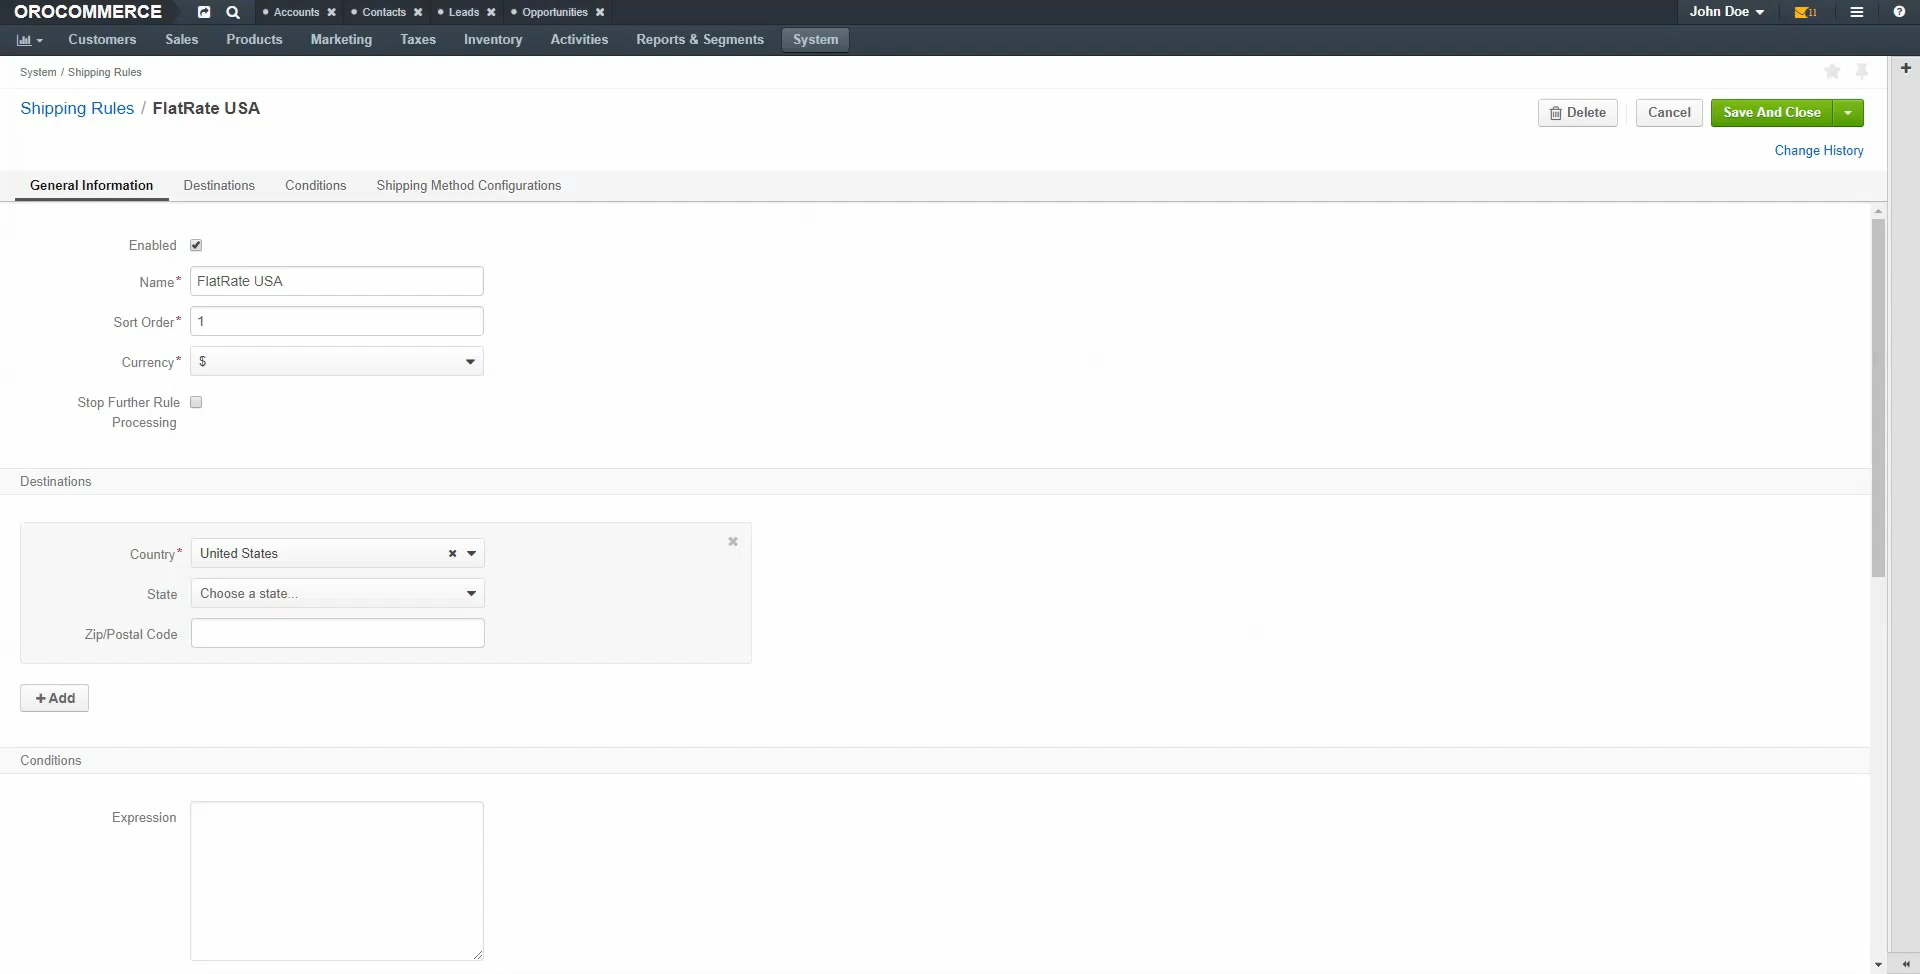 OROCOMMERCE
Accounts Contacts Leads Opportunities
John Doe 11
Customers Sales Products Marketing Taxes Inventory Activities Reports & Segments System
System / Shipping Rules
Shipping Rules / FlatRate USA
Delete Cancel Save And Close
Change History
General Information Destinations Conditions Shipping Method Configurations
Enabled
Name* FlatRate USA
Sort Order* 1
Currency* $
Stop Further Rule
Processing
Destinations
Country* United States
State Choose a state...
Zip/Postal Code
+ Add
Conditions
Expression